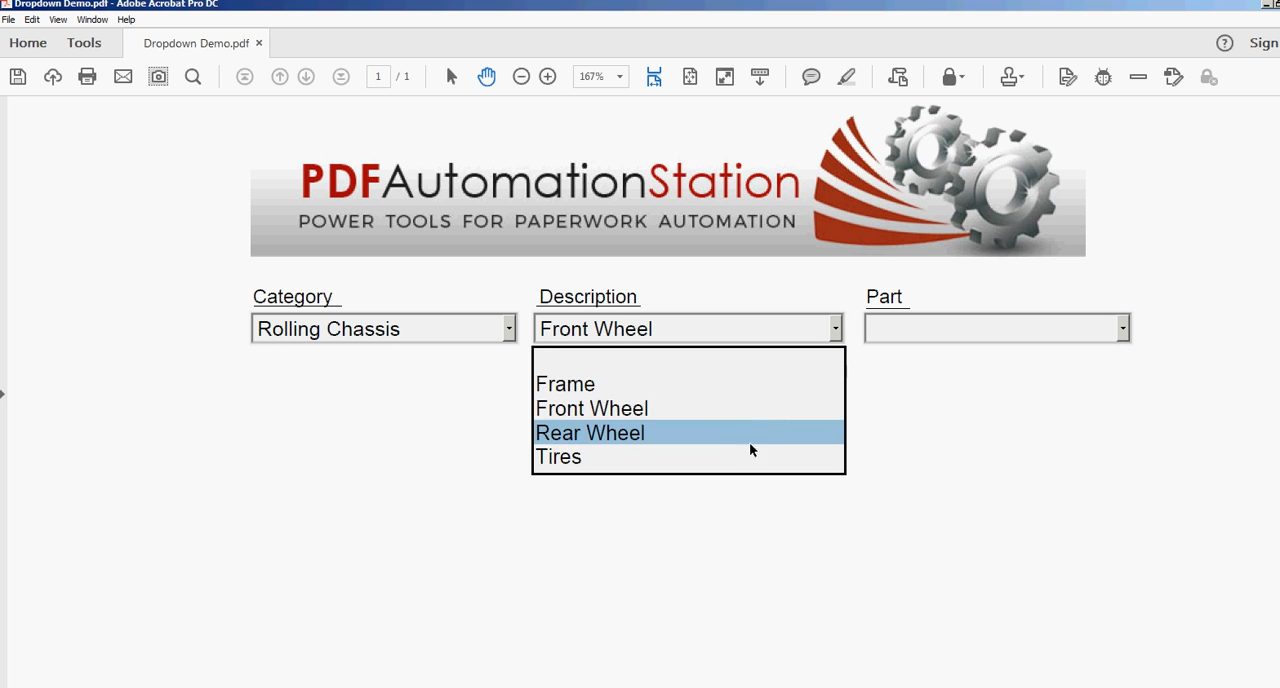 Dropdown Demo.pdf - Adobe Acrobat Pro DC
File Edit View Window Help
Home Tools Dropdown Demo.pdf × ? Sign
1 / 1 167%
PDFAutomationStation
POWER TOOLS FOR PAPERWORK AUTOMATION
Category Description Part
Rolling Chassis Front Wheel
Frame
Front Wheel
Rear Wheel
Tires